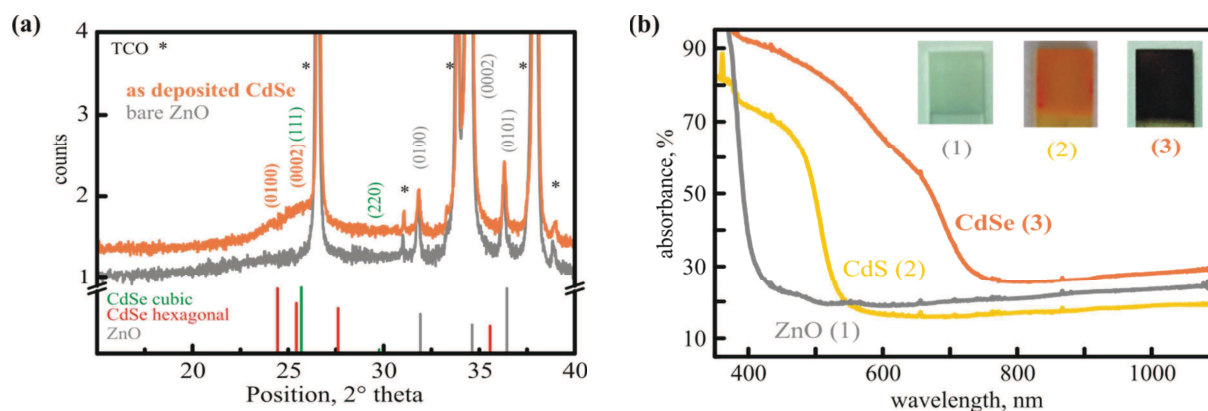 (a)
TCO *
as deposited CdSe
bare ZnO
counts
4
3
2
1
(0100)
(0002)
(111)
(220)
*
*
(0100)
*
(0002)
(0101)
*
*
CdSe cubic
CdSe hexagonal
ZnO
20 25 30 35 40
Position, 2° theta
(b)
absorbance, %
90
70
50
30
10
(1) (2) (3)
CdSe (3)
CdS (2)
ZnO (1)
400 600 800 1000
wavelength, nm